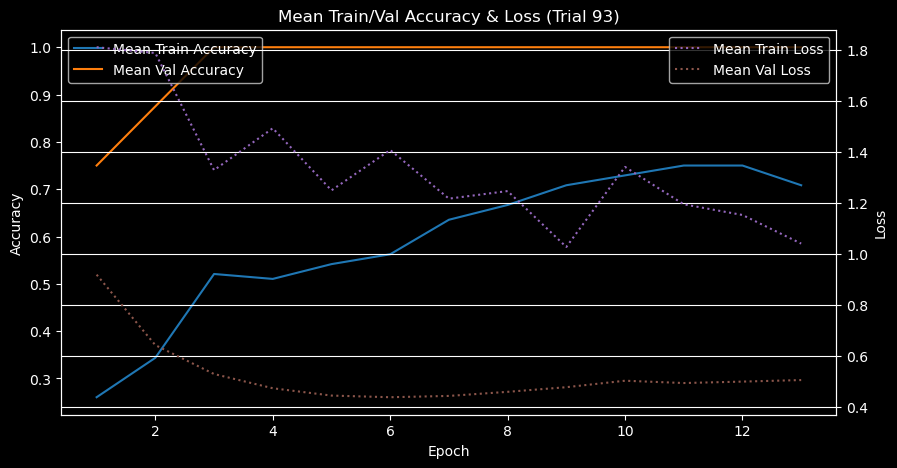 Mean Train/Val Accuracy & Loss (Trial 93)
Mean Train Accuracy
Mean Val Accuracy
Mean Train Loss
Mean Val Loss
Accuracy
1.0
0.9
0.8
0.7
0.6
0.5
0.4
0.3
1.8
1.6
1.4
1.2
1.0
0.8
0.6
0.4
Loss
2 4 6 8 10 12
Epoch